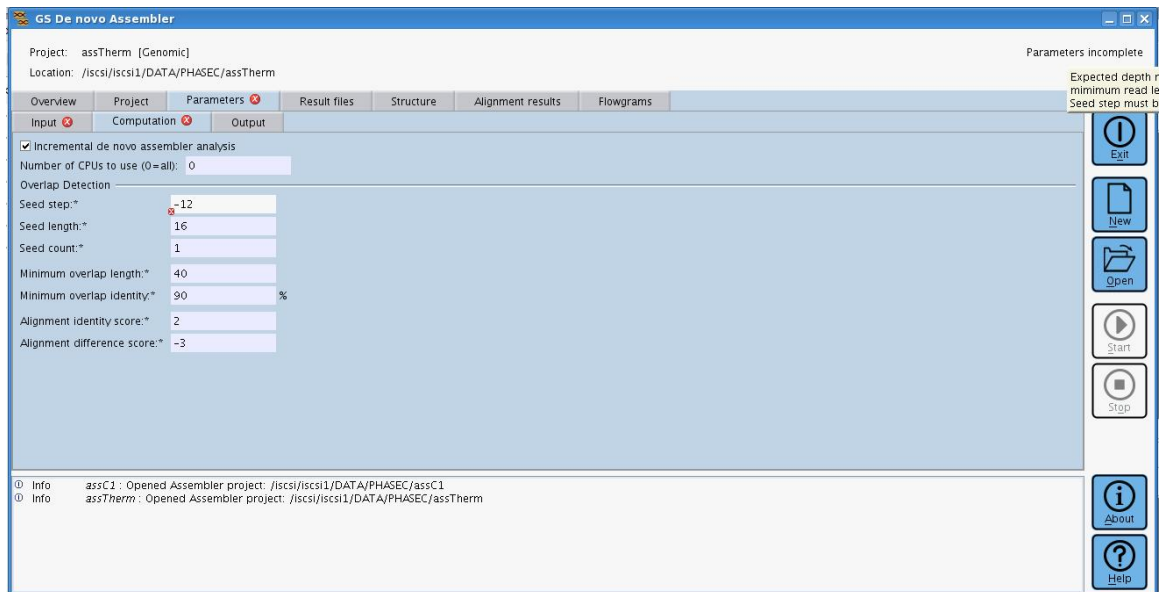 GS De novo Assembler
Project: assTherm [Genomic]
Parameters incomplete
Location: /iscsi/iscsi1/DATA/PHASEC/assTherm
Expected depth
mimimum read
Seed step must
Overview Project Parameters Result files Structure Alignment results Flowgrams
Input Computation Output
Incremental de novo assembler analysis
Number of CPUs to use (0=all): 0
Overlap Detection
Seed step:* -12
Seed length:* 16
Seed count:* 1
Minimum overlap length:* 40
Minimum overlap identity:* 90 %
Alignment identity score:* 2
Alignment difference score:* -3
Exit
New
Open
Start
Stop
Info assC1 : Opened Assembler project: /iscsi/iscsi1/DATA/PHASEC/assC1
Info assTherm : Opened Assembler project: /iscsi/iscsi1/DATA/PHASEC/assTherm
About
Help